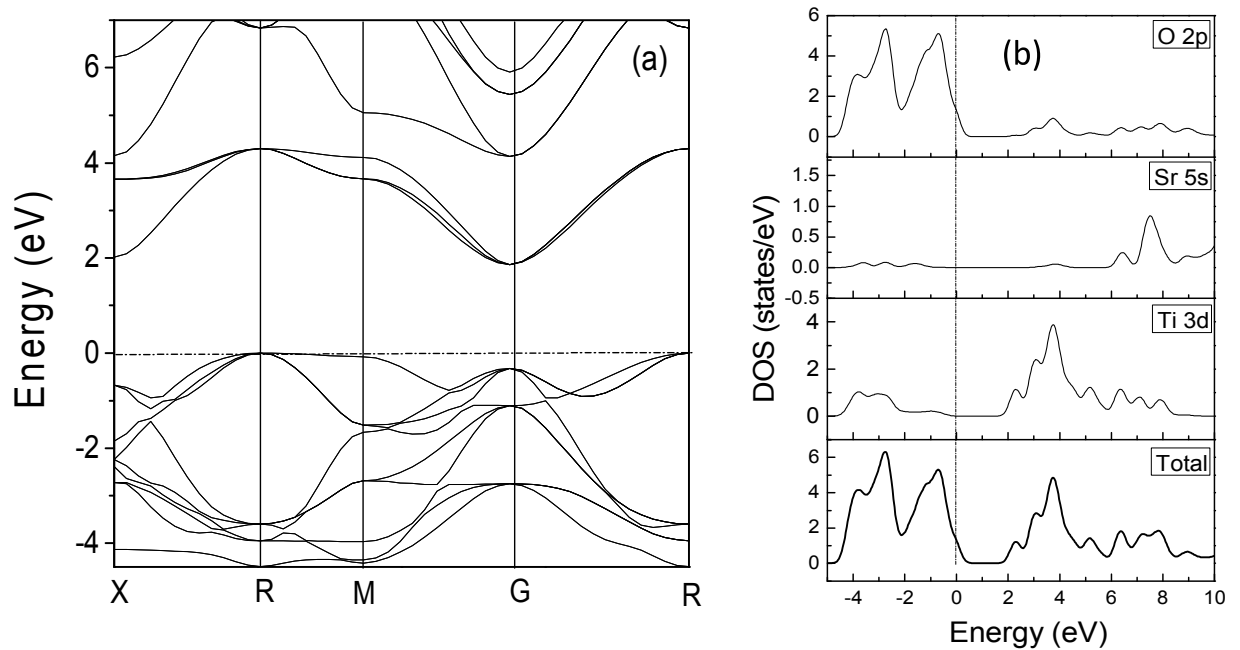 (a)
Energy (eV)
6
4
2
0
-2
-4
X R M G R
(b)
DOS (states/eV)
O 2p
6
4
2
0
Sr 5s
1.5
1.0
0.5
0.0
-0.5
Ti 3d
4
2
0
Total
6
4
2
0
-4 -2 0 2 4 6 8 10
Energy (eV)